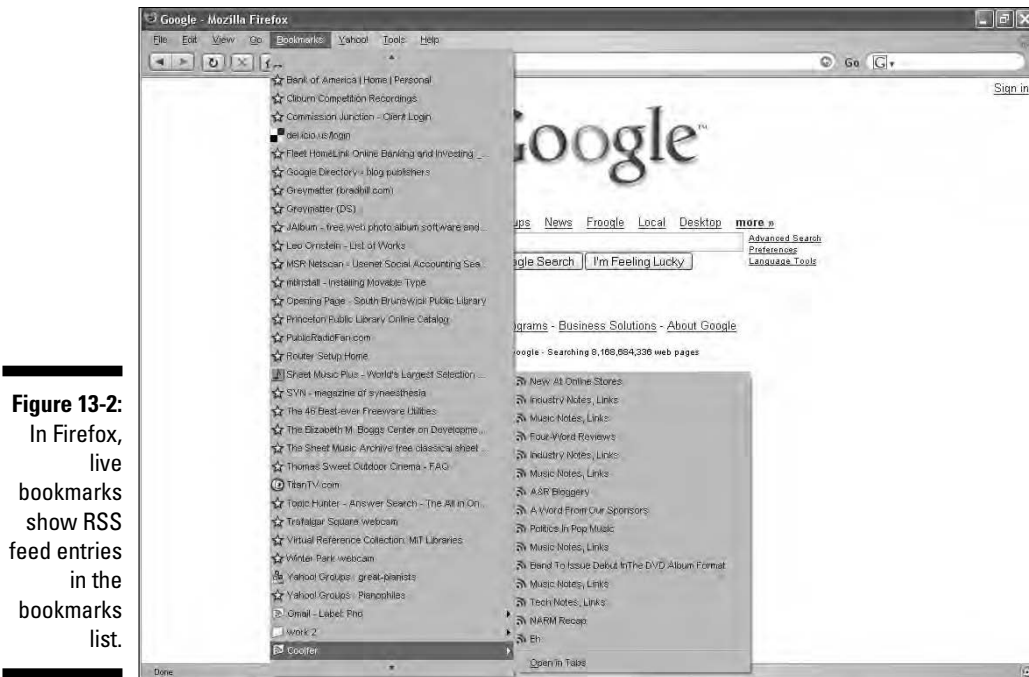 Google - Mozilla Firefox
File Edit View Go Bookmarks Yahoo! Tools Help
Go
Sign in
Bank of America | Home | Personal
Cliburn Competition Recordings
Commission Junction - Client Login
del.icio.us/login
Fleet HomeLink Online Banking and Investing ...
Google Directory - blog publishers
Greymatter (bradhill.com)
Greymatter (DS)
JAlbum - free web photo album software and...
Leo Ornstein - List of Works
MSR Netscan - Usenet Social Accounting Sea...
mtinstall - Installing Movable Type
Opening Page - South Brunswick Public Library
Princeton Public Library Online Catalog
PublicRadioFan.com
Router Setup Home
Sheet Music Plus - World's Largest Selection ...
SYN - magazine of synaesthesia
The 46 Best-ever Freeware Utilities
The Elizabeth M. Boggs Center on Developme...
The Sheet Music Archive free classical sheet ...
Thomas Sweet Outdoor Cinema - FAQ
TitanTV.com
Topic Hunter - Answer Search - The All in On...
Trafalgar Square webcam
Virtual Reference Collection: MIT Libraries
Winter Park webcam
Yahoo! Groups : great-pianists
Yahoo! Groups : Pianophiles
Gmail - Label: Fnd
work 2
Coolfer
Google™
ups News Froogle Local Desktop more »
Advanced Search
Preferences
Language Tools
gle Search I'm Feeling Lucky
grams - Business Solutions - About Google
oogle - Searching 8,168,684,336 web pages
New At Online Stores
Industry Notes, Links
Music Notes, Links
Four-Word Reviews
Industry Notes, Links
Music Notes, Links
A&R Bloggery
A Word From Our Sponsors
Politics In Pop Music
Music Notes, Links
Band To Issue Debut InThe DVD Album Format
Music Notes, Links
Tech Notes, Links
NARM Recap
Eh
Open in Tabs
Done
Figure 13-2:
In Firefox,
live
bookmarks
show RSS
feed entries
in the
bookmarks
list.